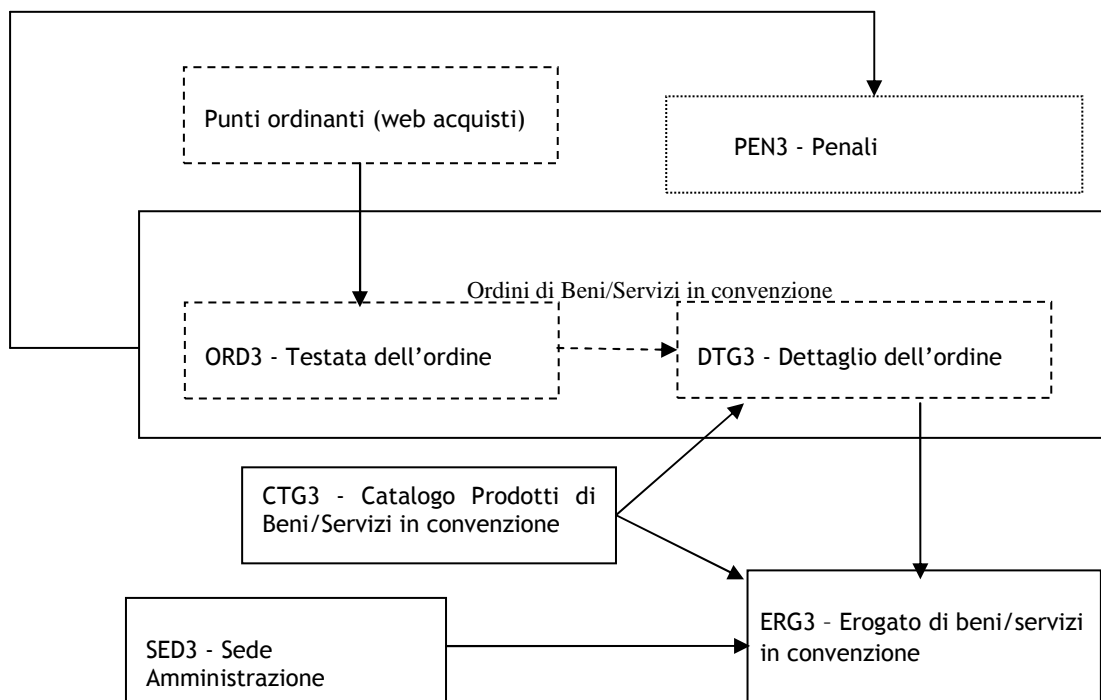 Punti ordinanti (web acquisti)
PEN3 - Penali
Ordini di Beni/Servizi in convenzione
ORD3 - Testata dell’ordine
DTG3 – Dettaglio dell’ordine
CTG3 - Catalogo Prodotti di
Beni/Servizi in convenzione
ERG3 – Erogato di beni/servizi
in convenzione
SED3 - Sede
Amministrazione